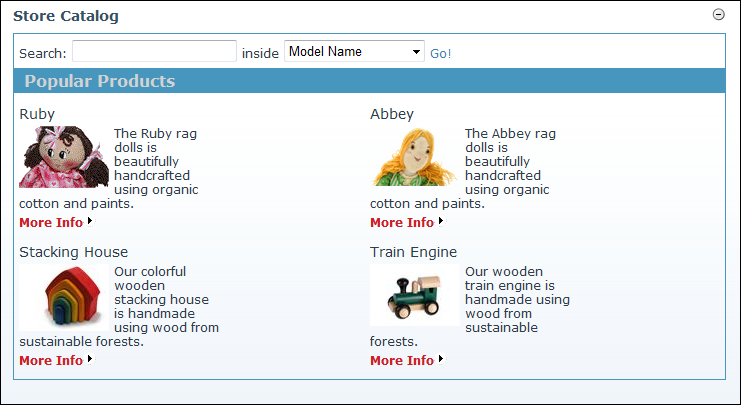 Store Catalog
Search: inside Model Name Go!
Popular Products
Ruby
The Ruby rag
dolls is
beautifully
handcrafted
using organic
cotton and paints.
More Info
Abbey
The Abbey rag
dolls is
beautifully
handcrafted
using organic
cotton and paints.
More Info
Stacking House
Our colorful
wooden
stacking house
is handmade
using wood from
sustainable forests.
More Info
Train Engine
Our wooden
train engine is
handmade using
wood from
sustainable
forests.
More Info